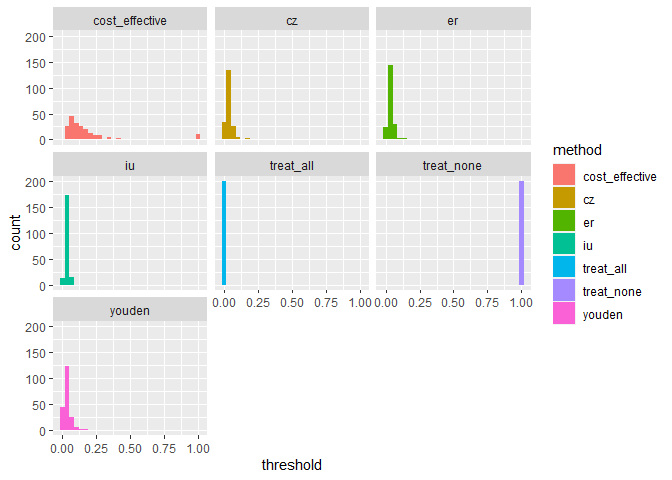 cost_effective cz er
200
150
100
50
0
iu treat_all treat_none
200
150
100
50
0
youden
0.00 0.25 0.50 0.75 1.00 0.00 0.25 0.50 0.75 1.00
200
150
100
50
0
0.00 0.25 0.50 0.75 1.00
threshold
count
method
cost_effective
cz
er
iu
treat_all
treat_none
youden